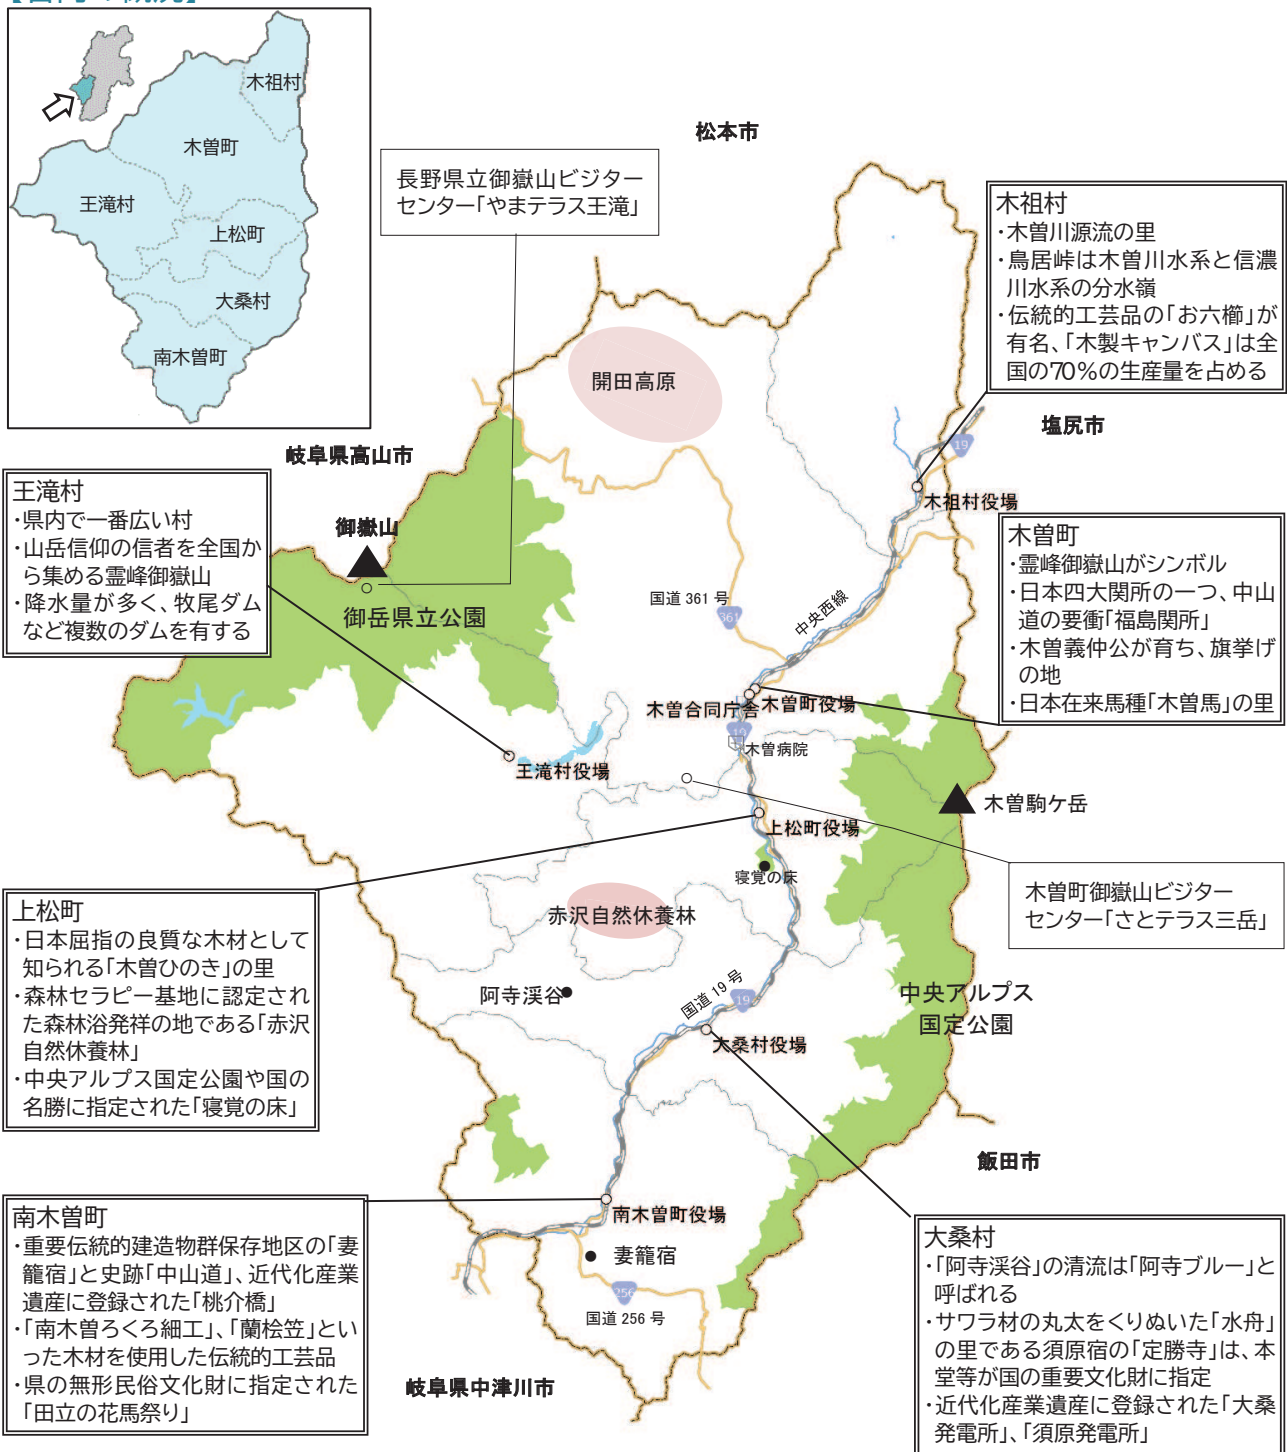 木祖村
木曽町
王滝村
上松町
大桑村
南木曽町
松本市
長野県立御嶽山ビジター
センター「やまテラス王滝」
木祖村
・木曽川源流の里
・鳥居峠は木曽川水系と信濃
川水系の分水嶺
・伝統的工芸品の「お六櫛」が
有名、「木製キャンバス」は全
国の70%の生産量を占める
開田高原
塩尻市
19
岐阜県高山市
王滝村
・県内で一番広い村
・山岳信仰の信者を全国か
ら集める霊峰御嶽山
・降水量が多く、牧尾ダム
など複数のダムを有する
御嶽山
御岳県立公園
木祖村役場
木曽町
・霊峰御嶽山がシンボル
・日本四大関所の一つ、中山
道の要衝「福島関所」
・木曽義仲公が育ち、旗挙げ
の地
・日本在来馬種「木曽馬」の里
国道 361 号
361
中央西線
木曽合同庁舎
木曽町役場
19
木曽病院
王滝村役場
木曽駒ケ岳
上松町役場
寝覚の床
木曽町御嶽山ビジター
センター「さとテラス三岳」
上松町
・日本屈指の良質な木材として
知られる「木曽ひのき」の里
・森林セラピー基地に認定され
た森林浴発祥の地である「赤沢
自然休養林」
・中央アルプス国定公園や国の
名勝に指定された「寝覚の床」
赤沢自然休養林
阿寺渓谷
国道 19 号
19
中央アルプス
国定公園
大桑村役場
飯田市
南木曽町
・重要伝統的建造物群保存地区の「妻
籠宿」と史跡「中山道」、近代化産業
遺産に登録された「桃介橋」
・「南木曽ろくろ細工」、「蘭桧笠」とい
った木材を使用した伝統的工芸品
・県の無形民俗文化財に指定された
「田立の花馬祭り」
南木曽町役場
妻籠宿
256
国道 256 号
岐阜県中津川市
大桑村
・「阿寺渓谷」の清流は「阿寺ブルー」と
呼ばれる
・サワラ材の丸太をくりぬいた「水舟」
の里である須原宿の「定勝寺」は、本
堂等が国の重要文化財に指定
・近代化産業遺産に登録された「大桑
発電所」、「須原発電所」